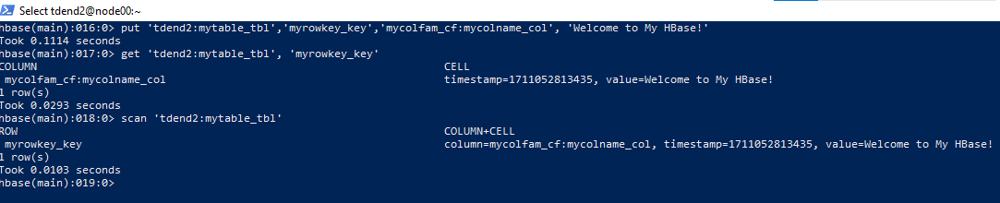 Select tdend2@node00:~
hbase(main):016:0> put 'tdend2:mytable_tbl','myrowkey_key','mycolfam_cf:mycolname_col', 'Welcome to My HBase!'
Took 0.1114 seconds
hbase(main):017:0> get 'tdend2:mytable_tbl', 'myrowkey_key'
COLUMN CELL
mycolfam_cf:mycolname_col timestamp=1711052813435, value=Welcome to My HBase!
1 row(s)
Took 0.0293 seconds
hbase(main):018:0> scan 'tdend2:mytable_tbl'
ROW COLUMN+CELL
myrowkey_key column=mycolfam_cf:mycolname_col, timestamp=1711052813435, value=Welcome to My HBase!
1 row(s)
Took 0.0103 seconds
hbase(main):019:0>